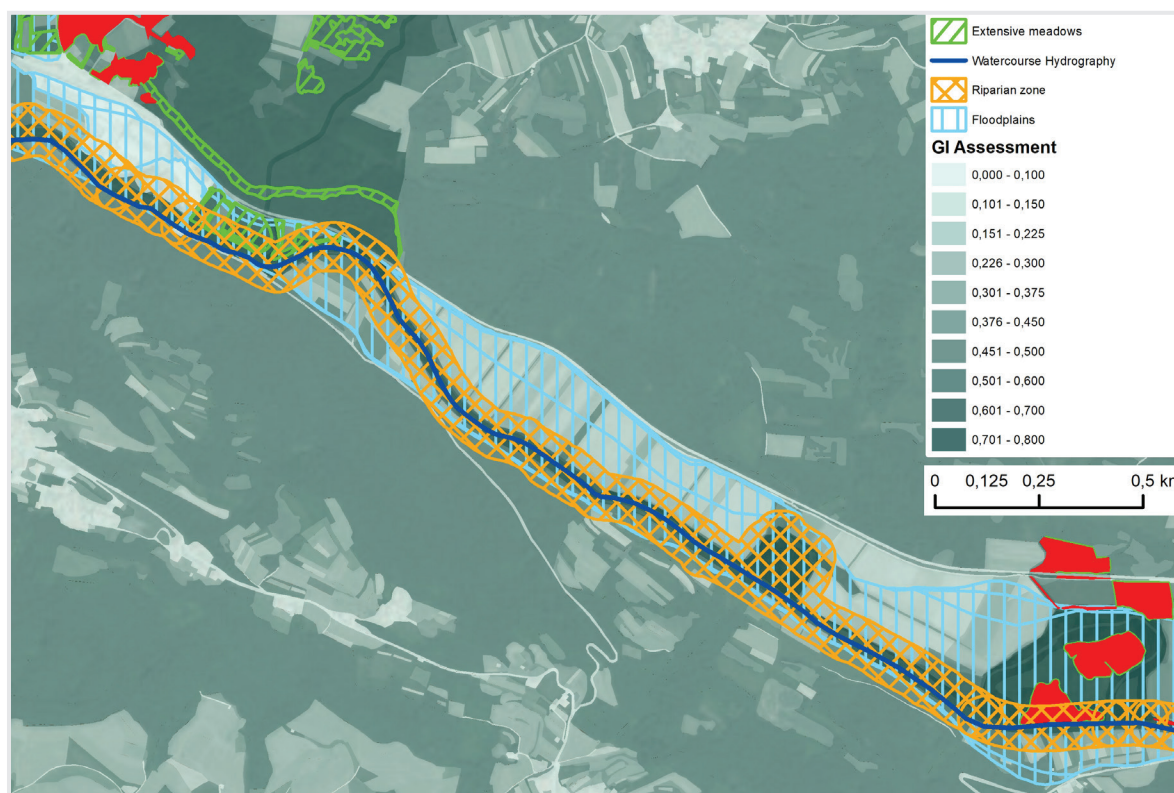 Extensive meadows
Watercourse Hydrography
Riparian zone
Floodplains
GI Assessment
0,000 - 0,100
0,101 - 0,150
0,151 - 0,225
0,226 - 0,300
0,301 - 0,375
0,376 - 0,450
0,451 - 0,500
0,501 - 0,600
0,601 - 0,700
0,701 - 0,800
0 0,125 0,25 0,5 km